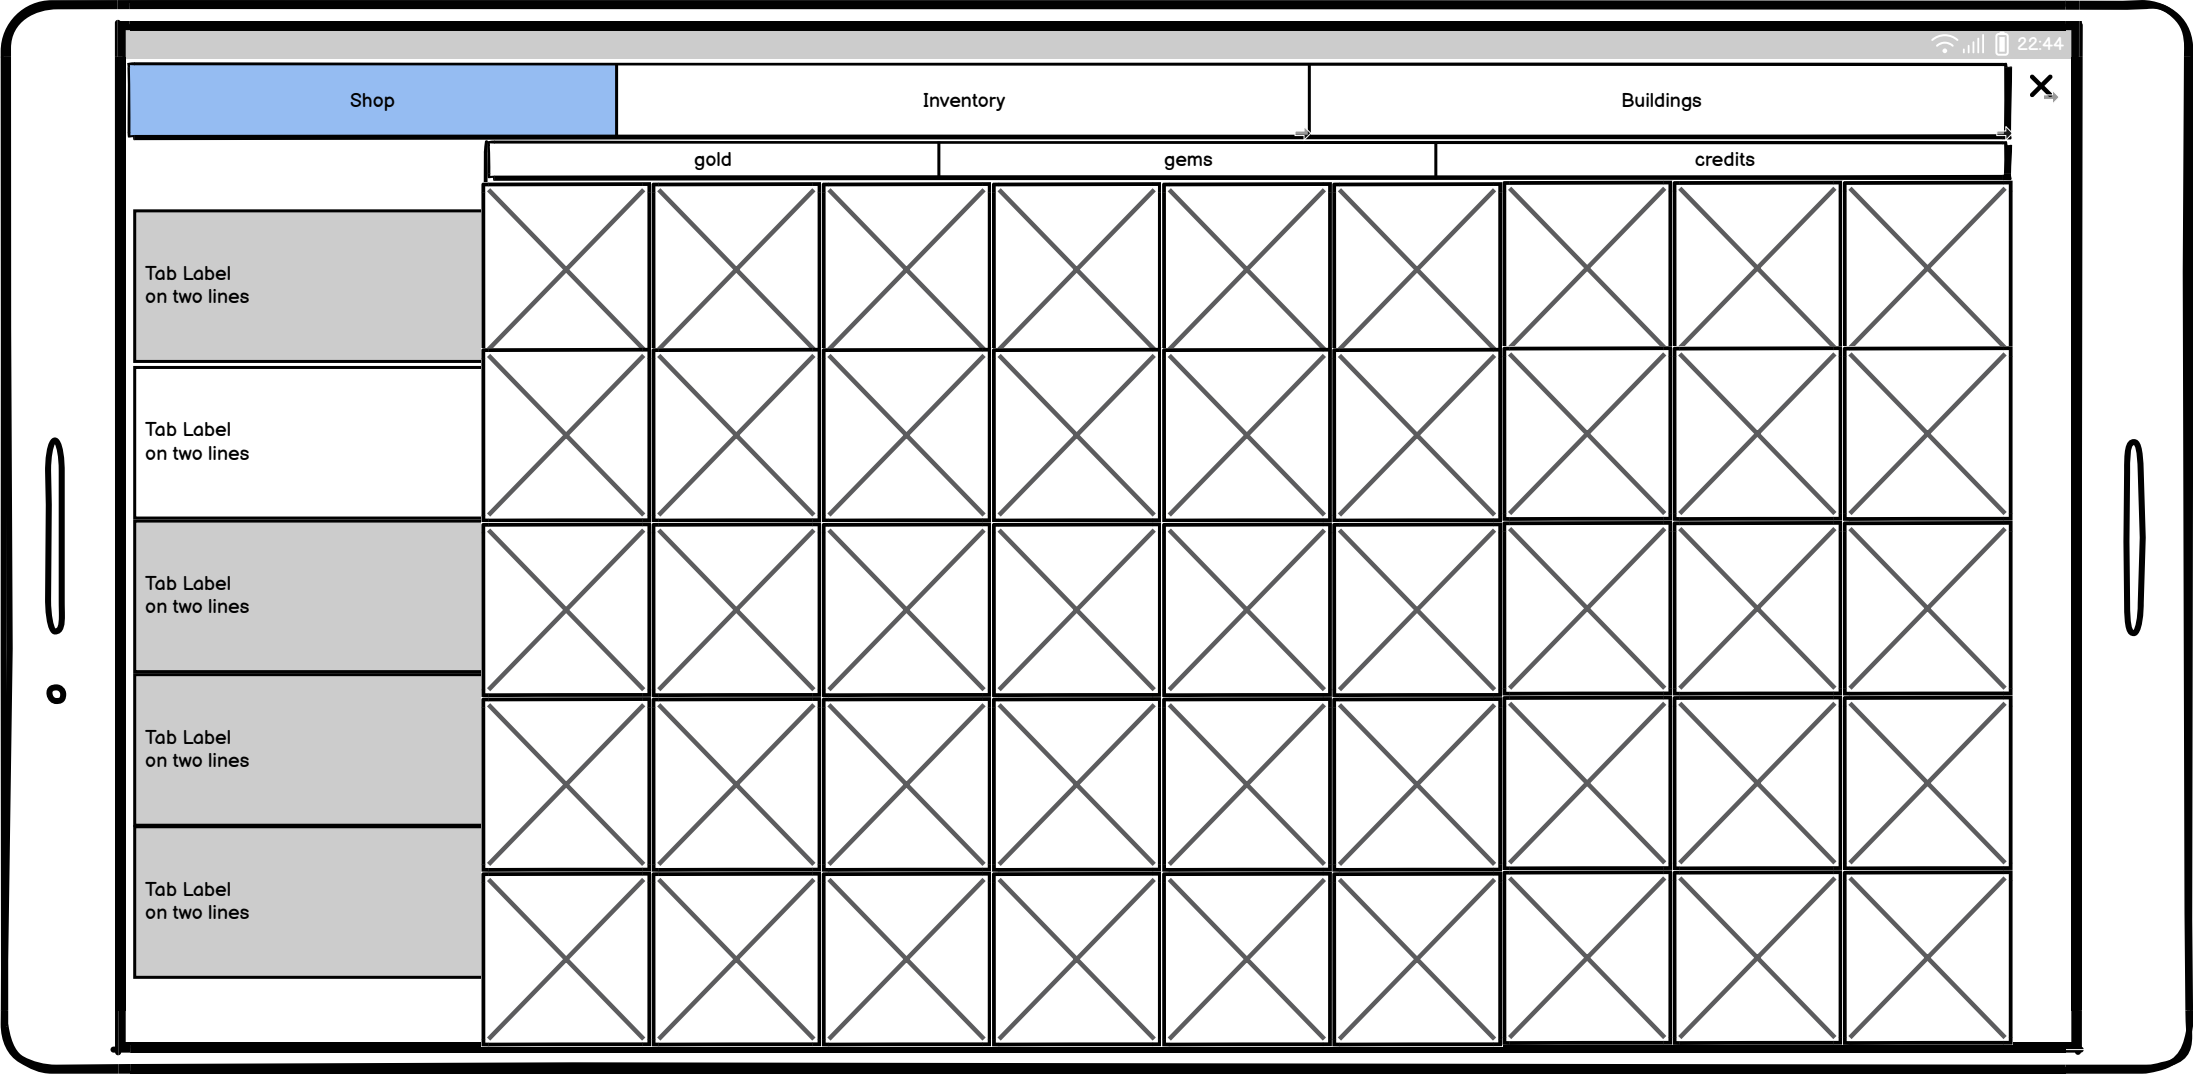 22:44
Shop
Inventory
Buildings
gold
gems
credits
Tab Label
on two lines
Tab Label
on two lines
Tab Label
on two lines
Tab Label
on two lines
Tab Label
on two lines